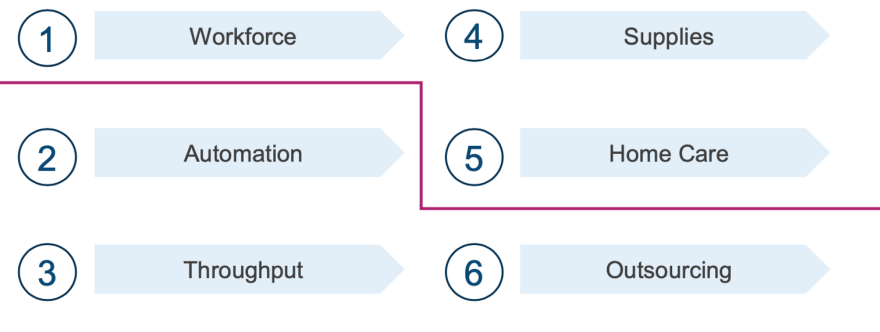 1 Workforce
2 Automation
3 Throughput
4 Supplies
5 Home Care
6 Outsourcing